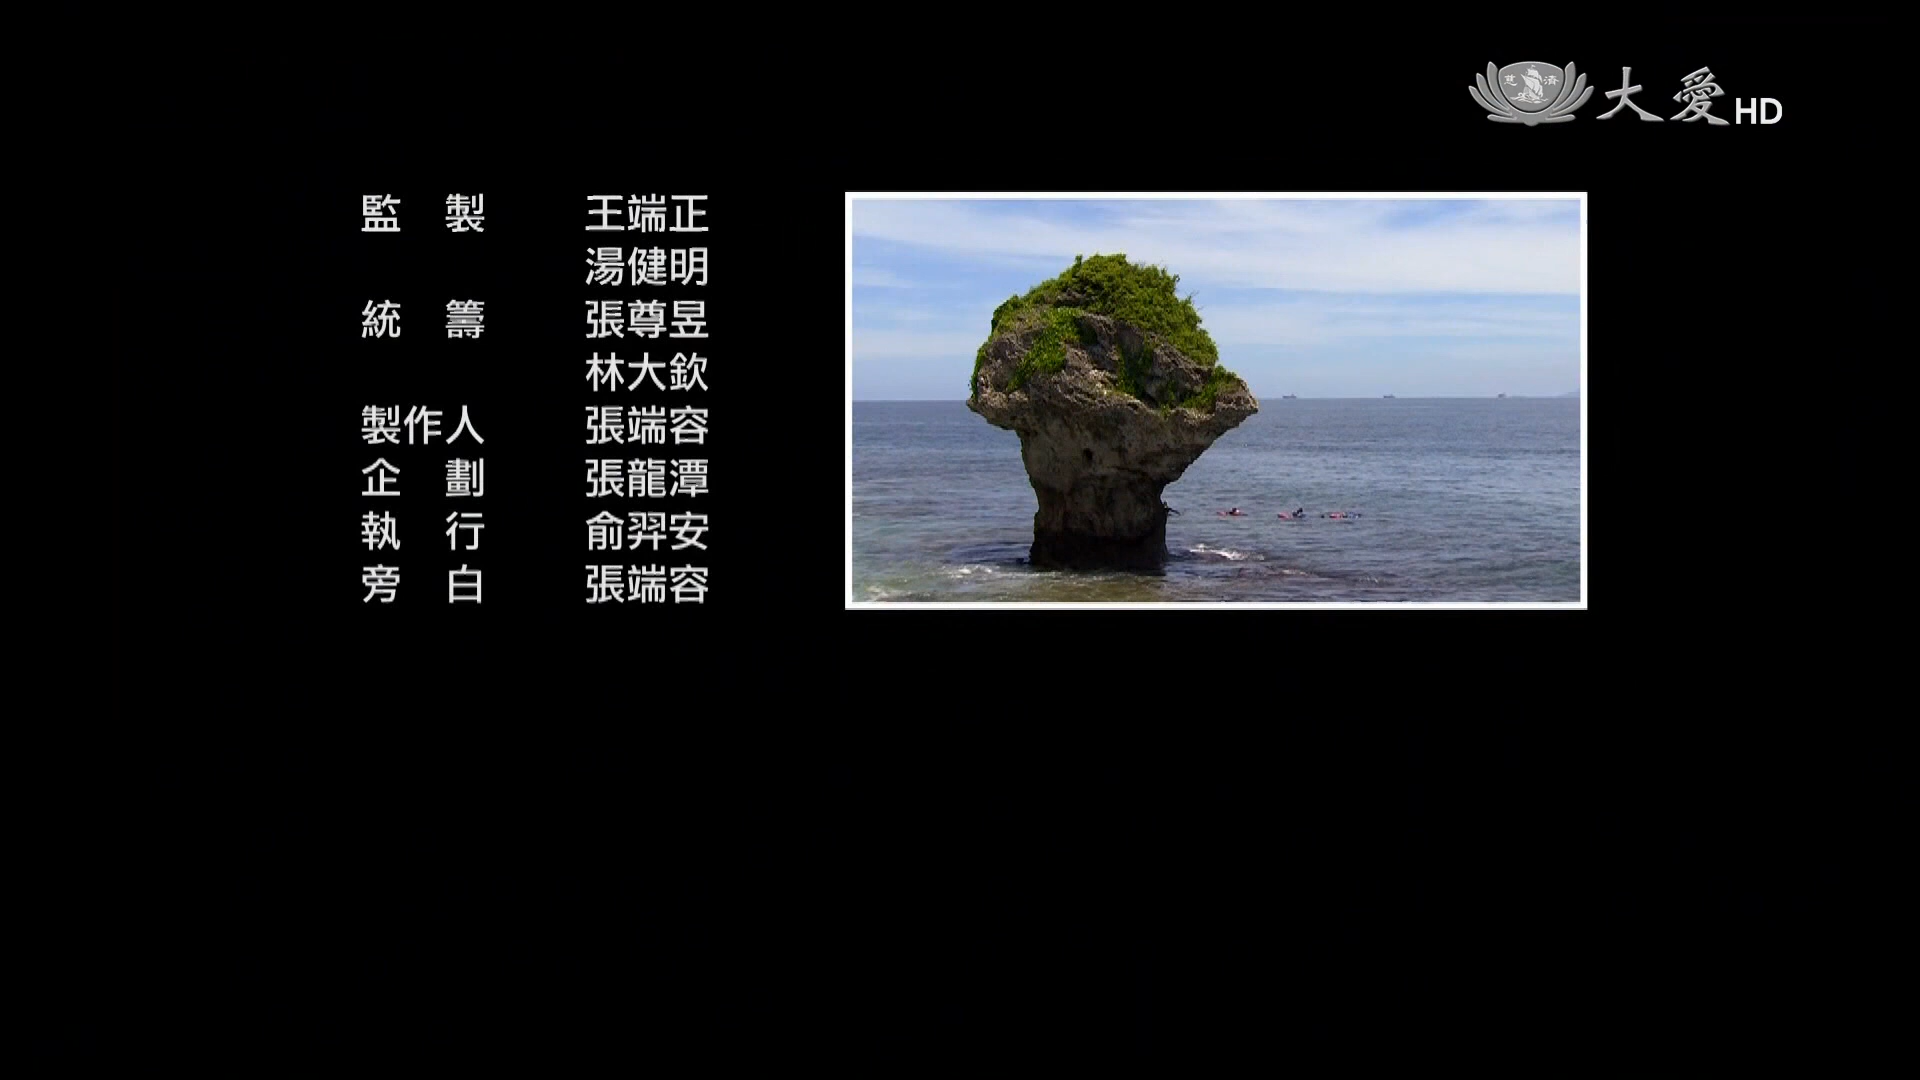 慈濟
大愛HD
監製 王端正
湯健明
統籌 張尊昱
林大欽
製作人 張端容
企劃 張龍潭
執行 俞羿安
旁白 張端容